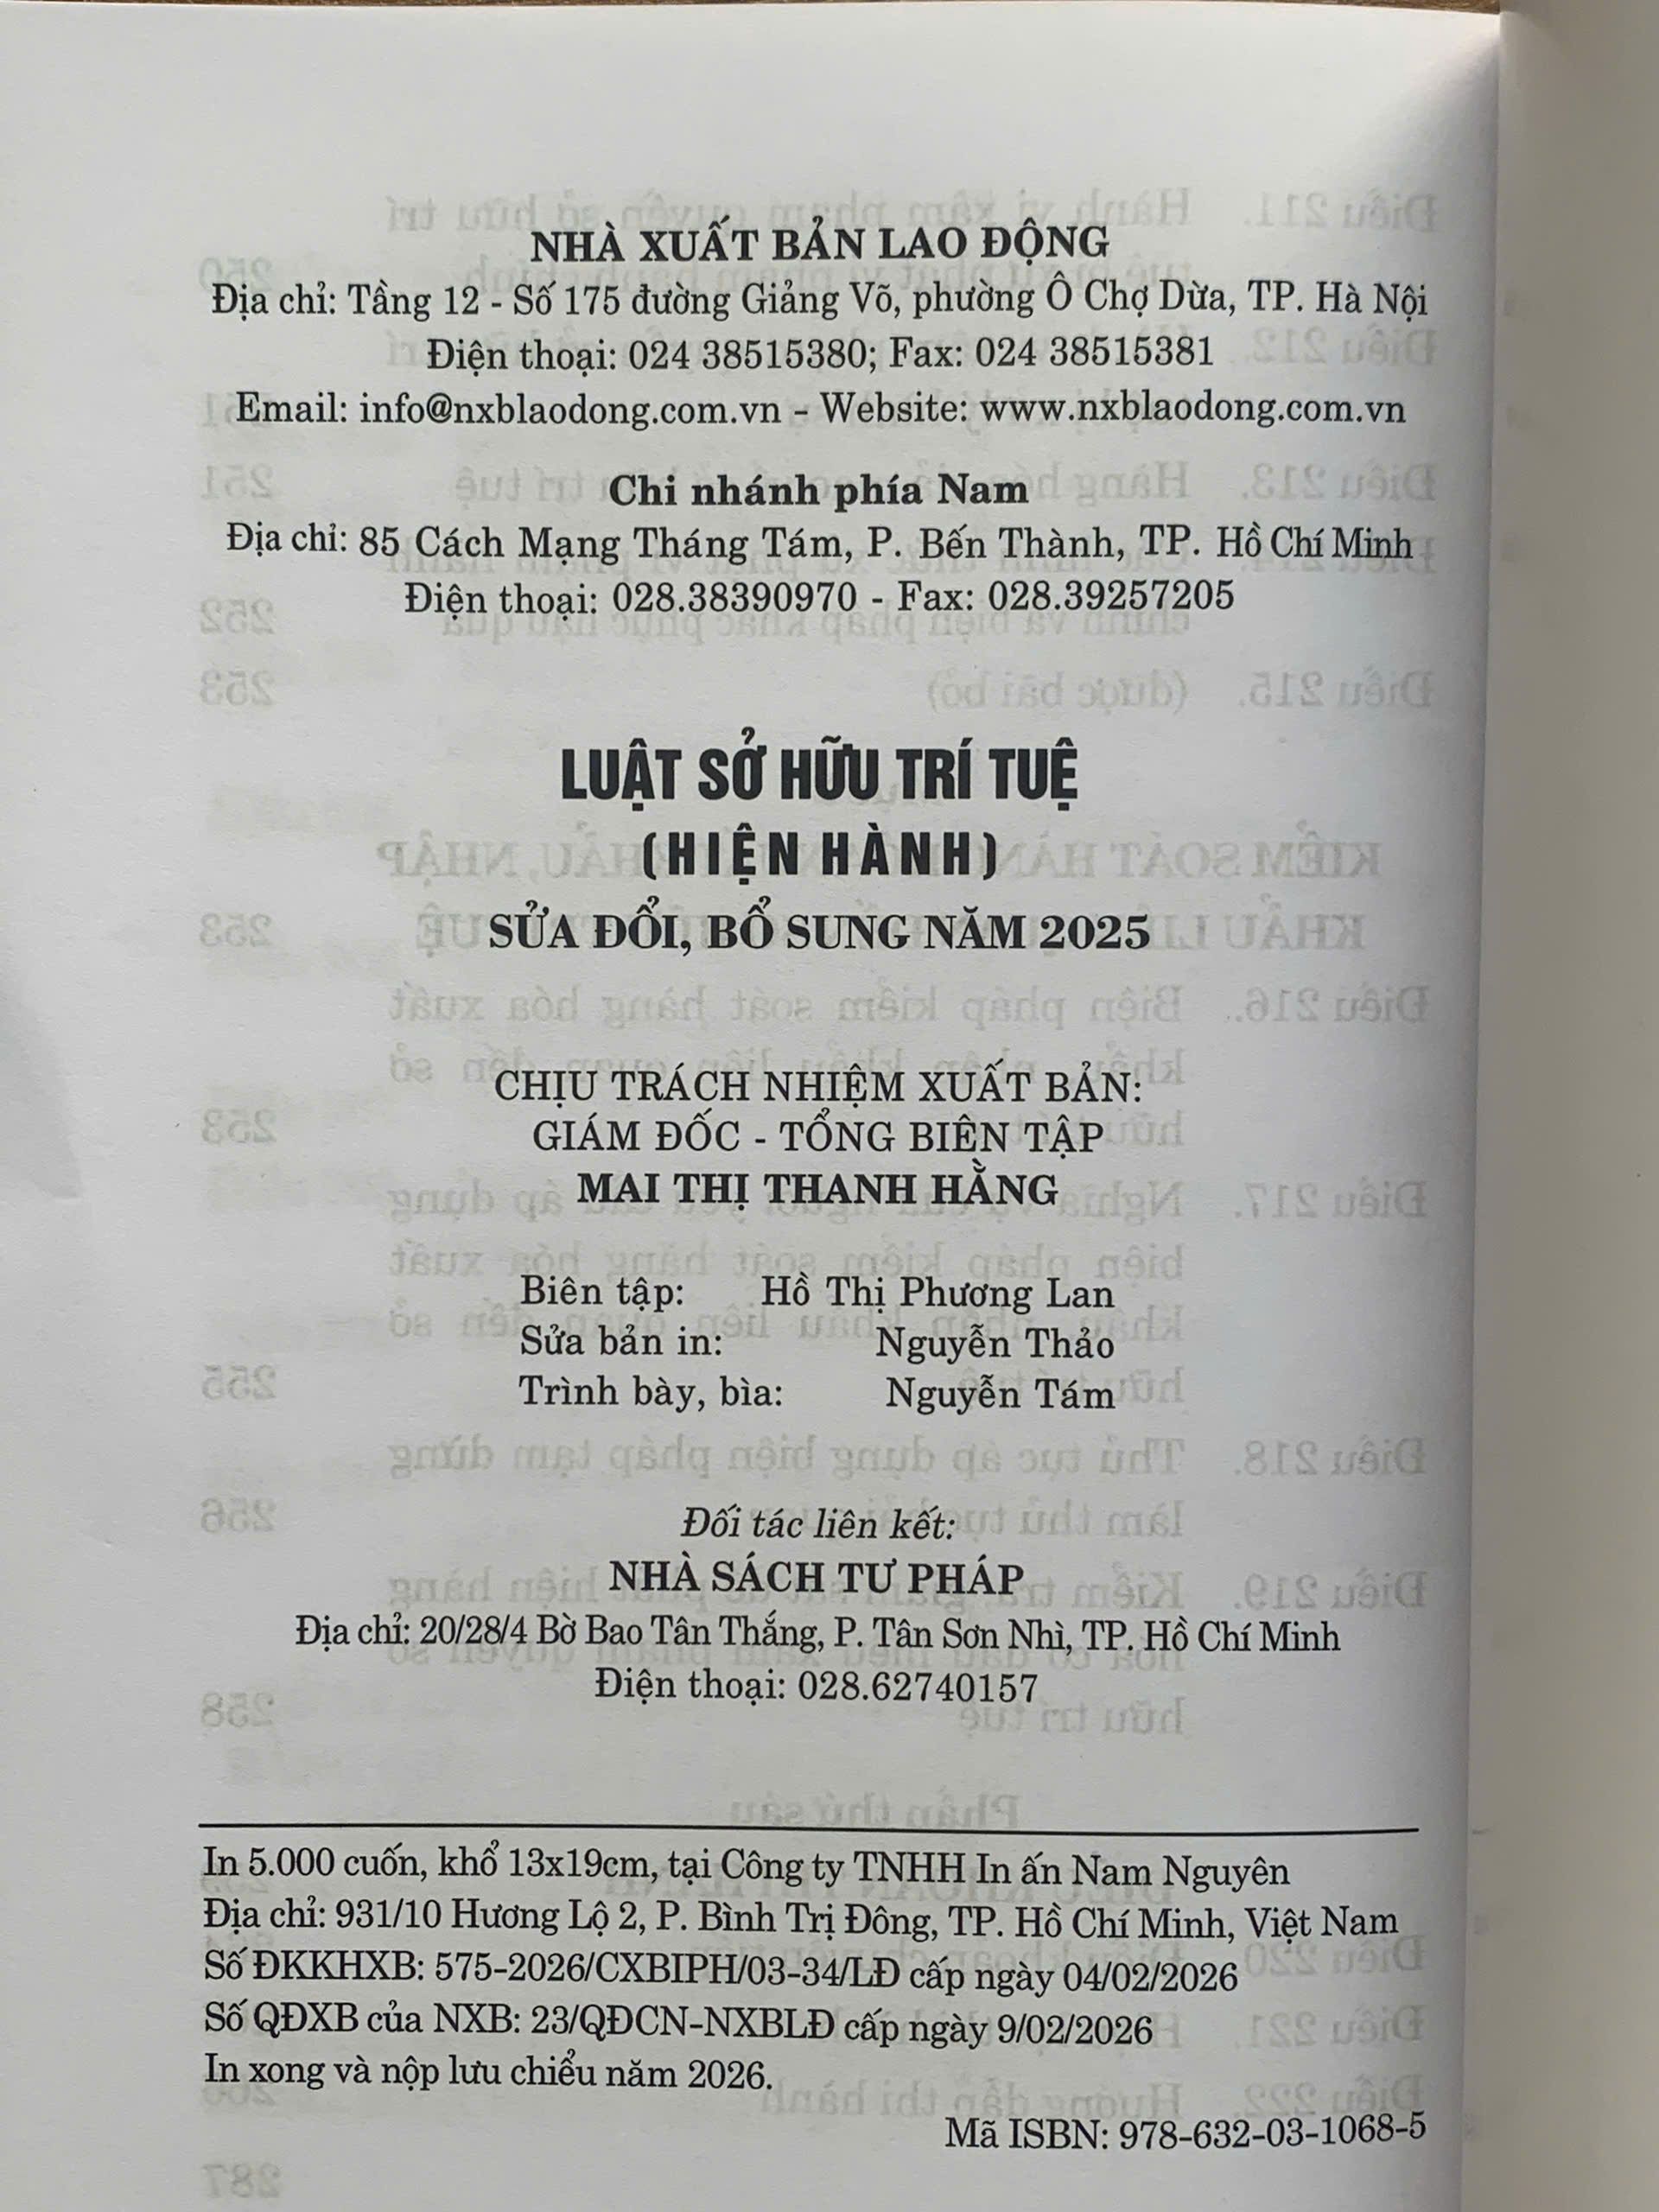 NHÀ XUẤT BẢN LAO ĐỘNG
Địa chỉ: Tầng 12 - Số 175 đường Giảng Võ, phường Ô Chợ Dừa, TP. Hà Nội
Điện thoại: 024 38515380; Fax: 024 38515381
Email: info@nxblaodong.com.vn - Website: www.nxblaodong.com.vn
Chi nhánh phía Nam
Địa chỉ: 85 Cách Mạng Tháng Tám, P. Bến Thành, TP. Hồ Chí Minh
Điện thoại: 028.38390970 - Fax: 028.39257205
LUẬT SỞ HỮU TRÍ TUỆ
(HIỆN HÀNH)
SỬA ĐỔI, BỔ SUNG NĂM 2025
CHỊU TRÁCH NHIỆM XUẤT BẢN:
GIÁM ĐỐC - TỔNG BIÊN TẬP
MAI THỊ THANH HẰNG
Biên tập: Hồ Thị Phương Lan
Sửa bản in: Nguyễn Thảo
Trình bày, bìa: Nguyễn Tám
Đối tác liên kết:
NHÀ SÁCH TƯ PHÁP
Địa chỉ: 20/28/4 Bờ Bao Tân Thắng, P. Tân Sơn Nhì, TP. Hồ Chí Minh
Điện thoại: 028.62740157
In 5.000 cuốn, khổ 13x19cm, tại Công ty TNHH In ấn Nam Nguyên
Địa chỉ: 931/10 Hương Lộ 2, P. Bình Trị Đông, TP. Hồ Chí Minh, Việt Nam
Số ĐKKHXB: 575-2026/CXBIPH/03-34/LĐ cấp ngày 04/02/2026
Số QĐXB của NXB: 23/QĐCN-NXBLĐ cấp ngày 9/02/2026
In xong và nộp lưu chiểu năm 2026.
Mã ISBN: 978-632-03-1068-5